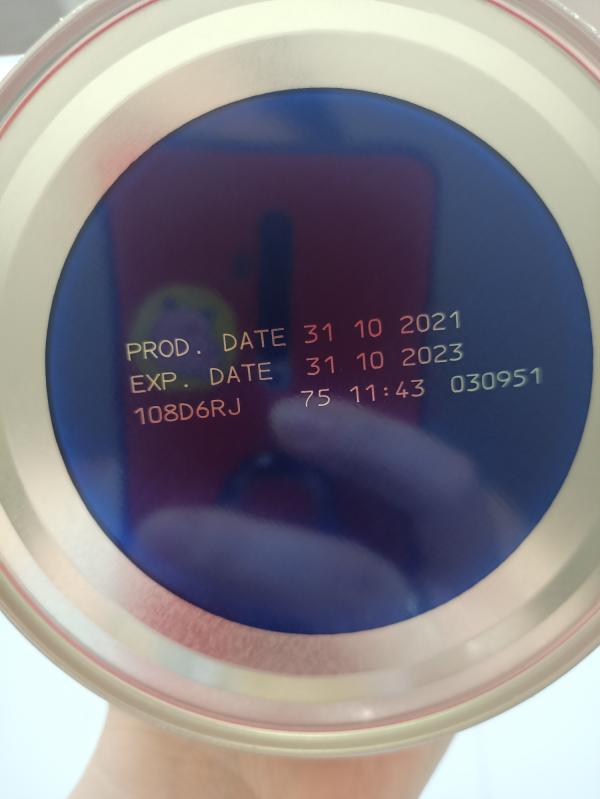 PROD. DATE 31 10 2021
EXP. DATE 31 10 2023
108D6RJ 75 11:43 030951